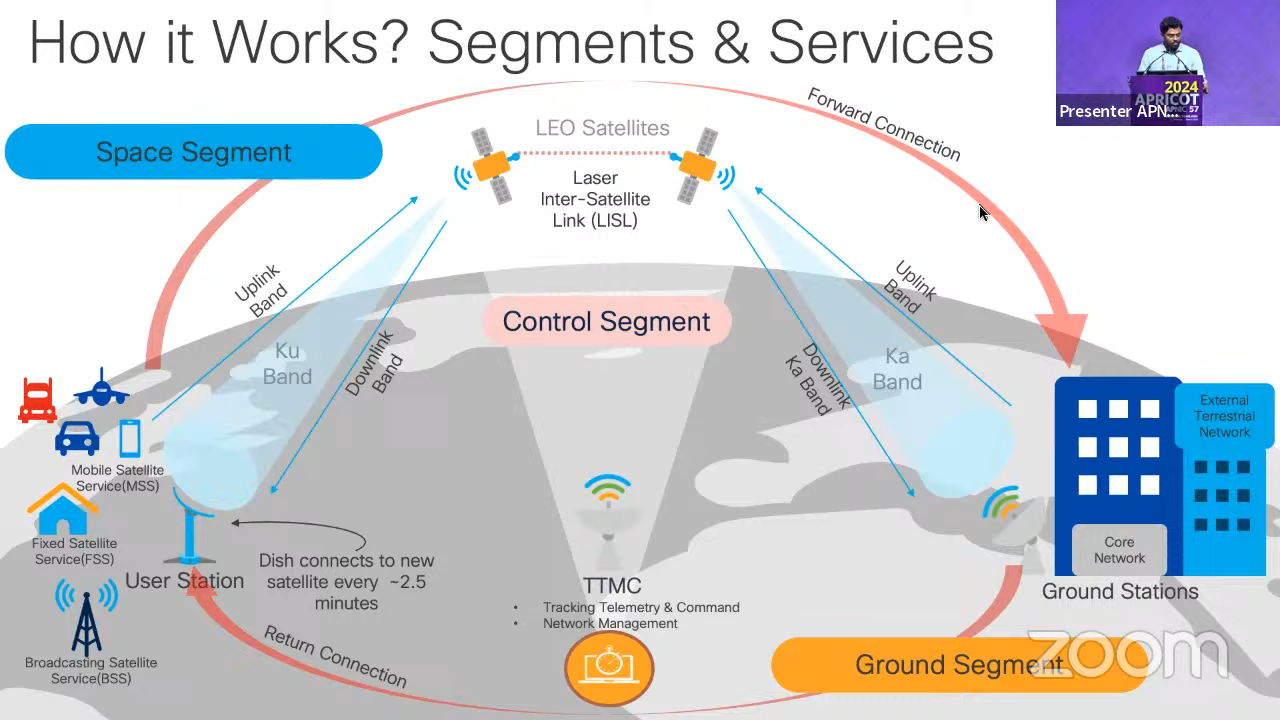 How it Works? Segments & Services
2024
APRICOT
APNIC 57
Presenter APN...
Forward Connection
Space Segment
LEO Satellites
Laser
Inter-Satellite
Link (LISL)
Uplink
Band
Uplink
Band
Control Segment
Ku
Band
Downlink
Band
Downlink
Ka Band
Ka
Band
External
Terrestrial
Network
Mobile Satellite
Service(MSS)
Fixed Satellite
Service(FSS)
User Station
Dish connects to new
satellite every ~2.5
minutes
TTMC
• Tracking Telemetry & Command
• Network Management
Core
Network
Ground Stations
Return Connection
Broadcasting Satellite
Service(BSS)
Ground Segment
zoom